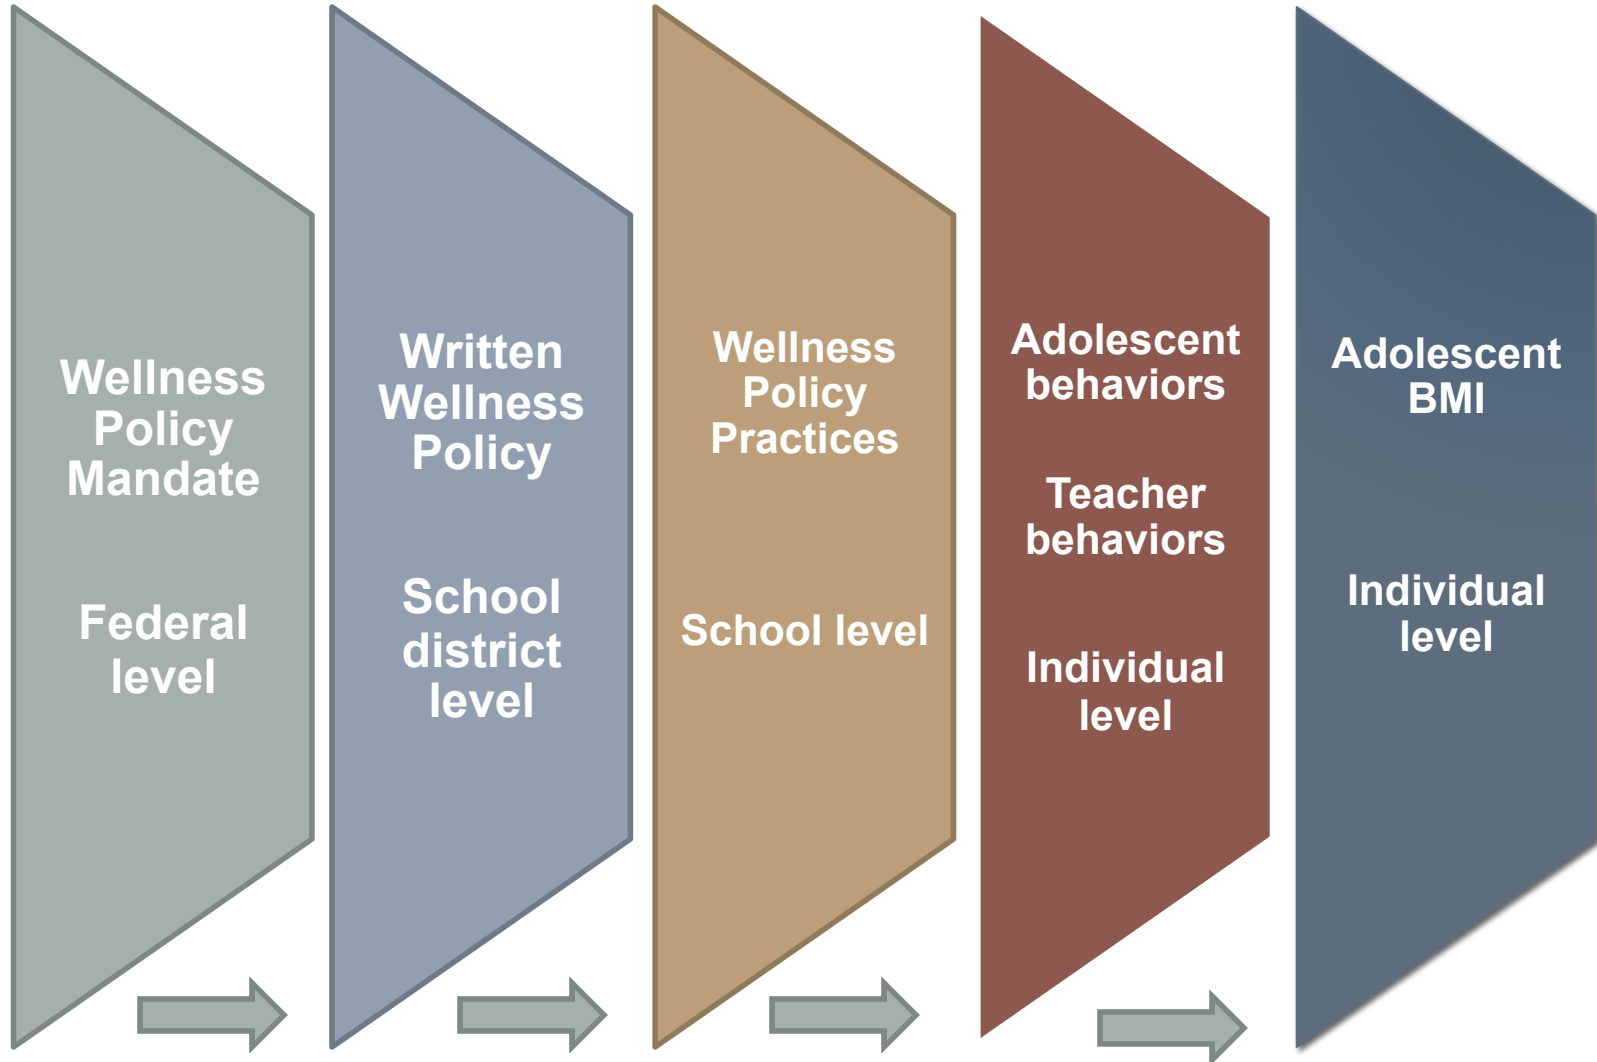 Wellness
Policy
Mandate
Federal
level
Written
Wellness
Policy
School
district
level
Wellness
Policy
Practices
School level
Adolescent
behaviors
Teacher
behaviors
Individual
level
Adolescent
BMI
Individual
level